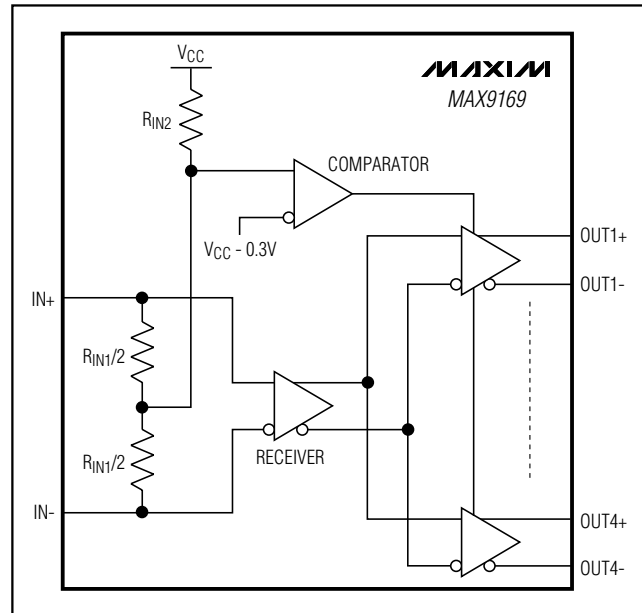 VCC
MAXIM
MAX9169
RIN2
COMPARATOR
VCC - 0.3V
OUT1+
OUT1-
IN+
RIN1/2
RIN1/2
RECEIVER
IN-
OUT4+
OUT4-